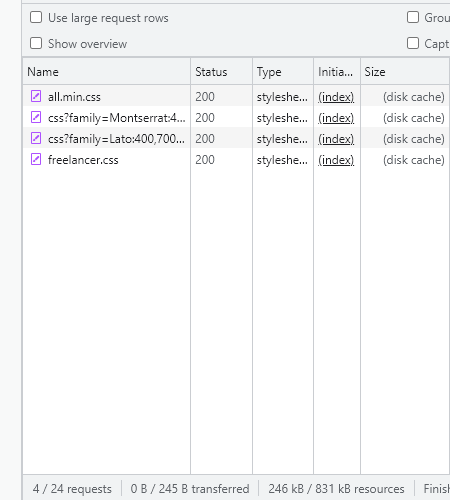 Use large request rows Grou
Show overview Capt
Name Status Type Initia... Size
all.min.css 200 styleshe... (index) (disk cache)
css?family=Montserrat:4... 200 styleshe... (index) (disk cache)
css?family=Lato:400,700... 200 styleshe... (index) (disk cache)
freelancer.css 200 styleshe... (index) (disk cache)
4 / 24 requests 0 B / 245 B transferred 246 kB / 831 kB resources Finish